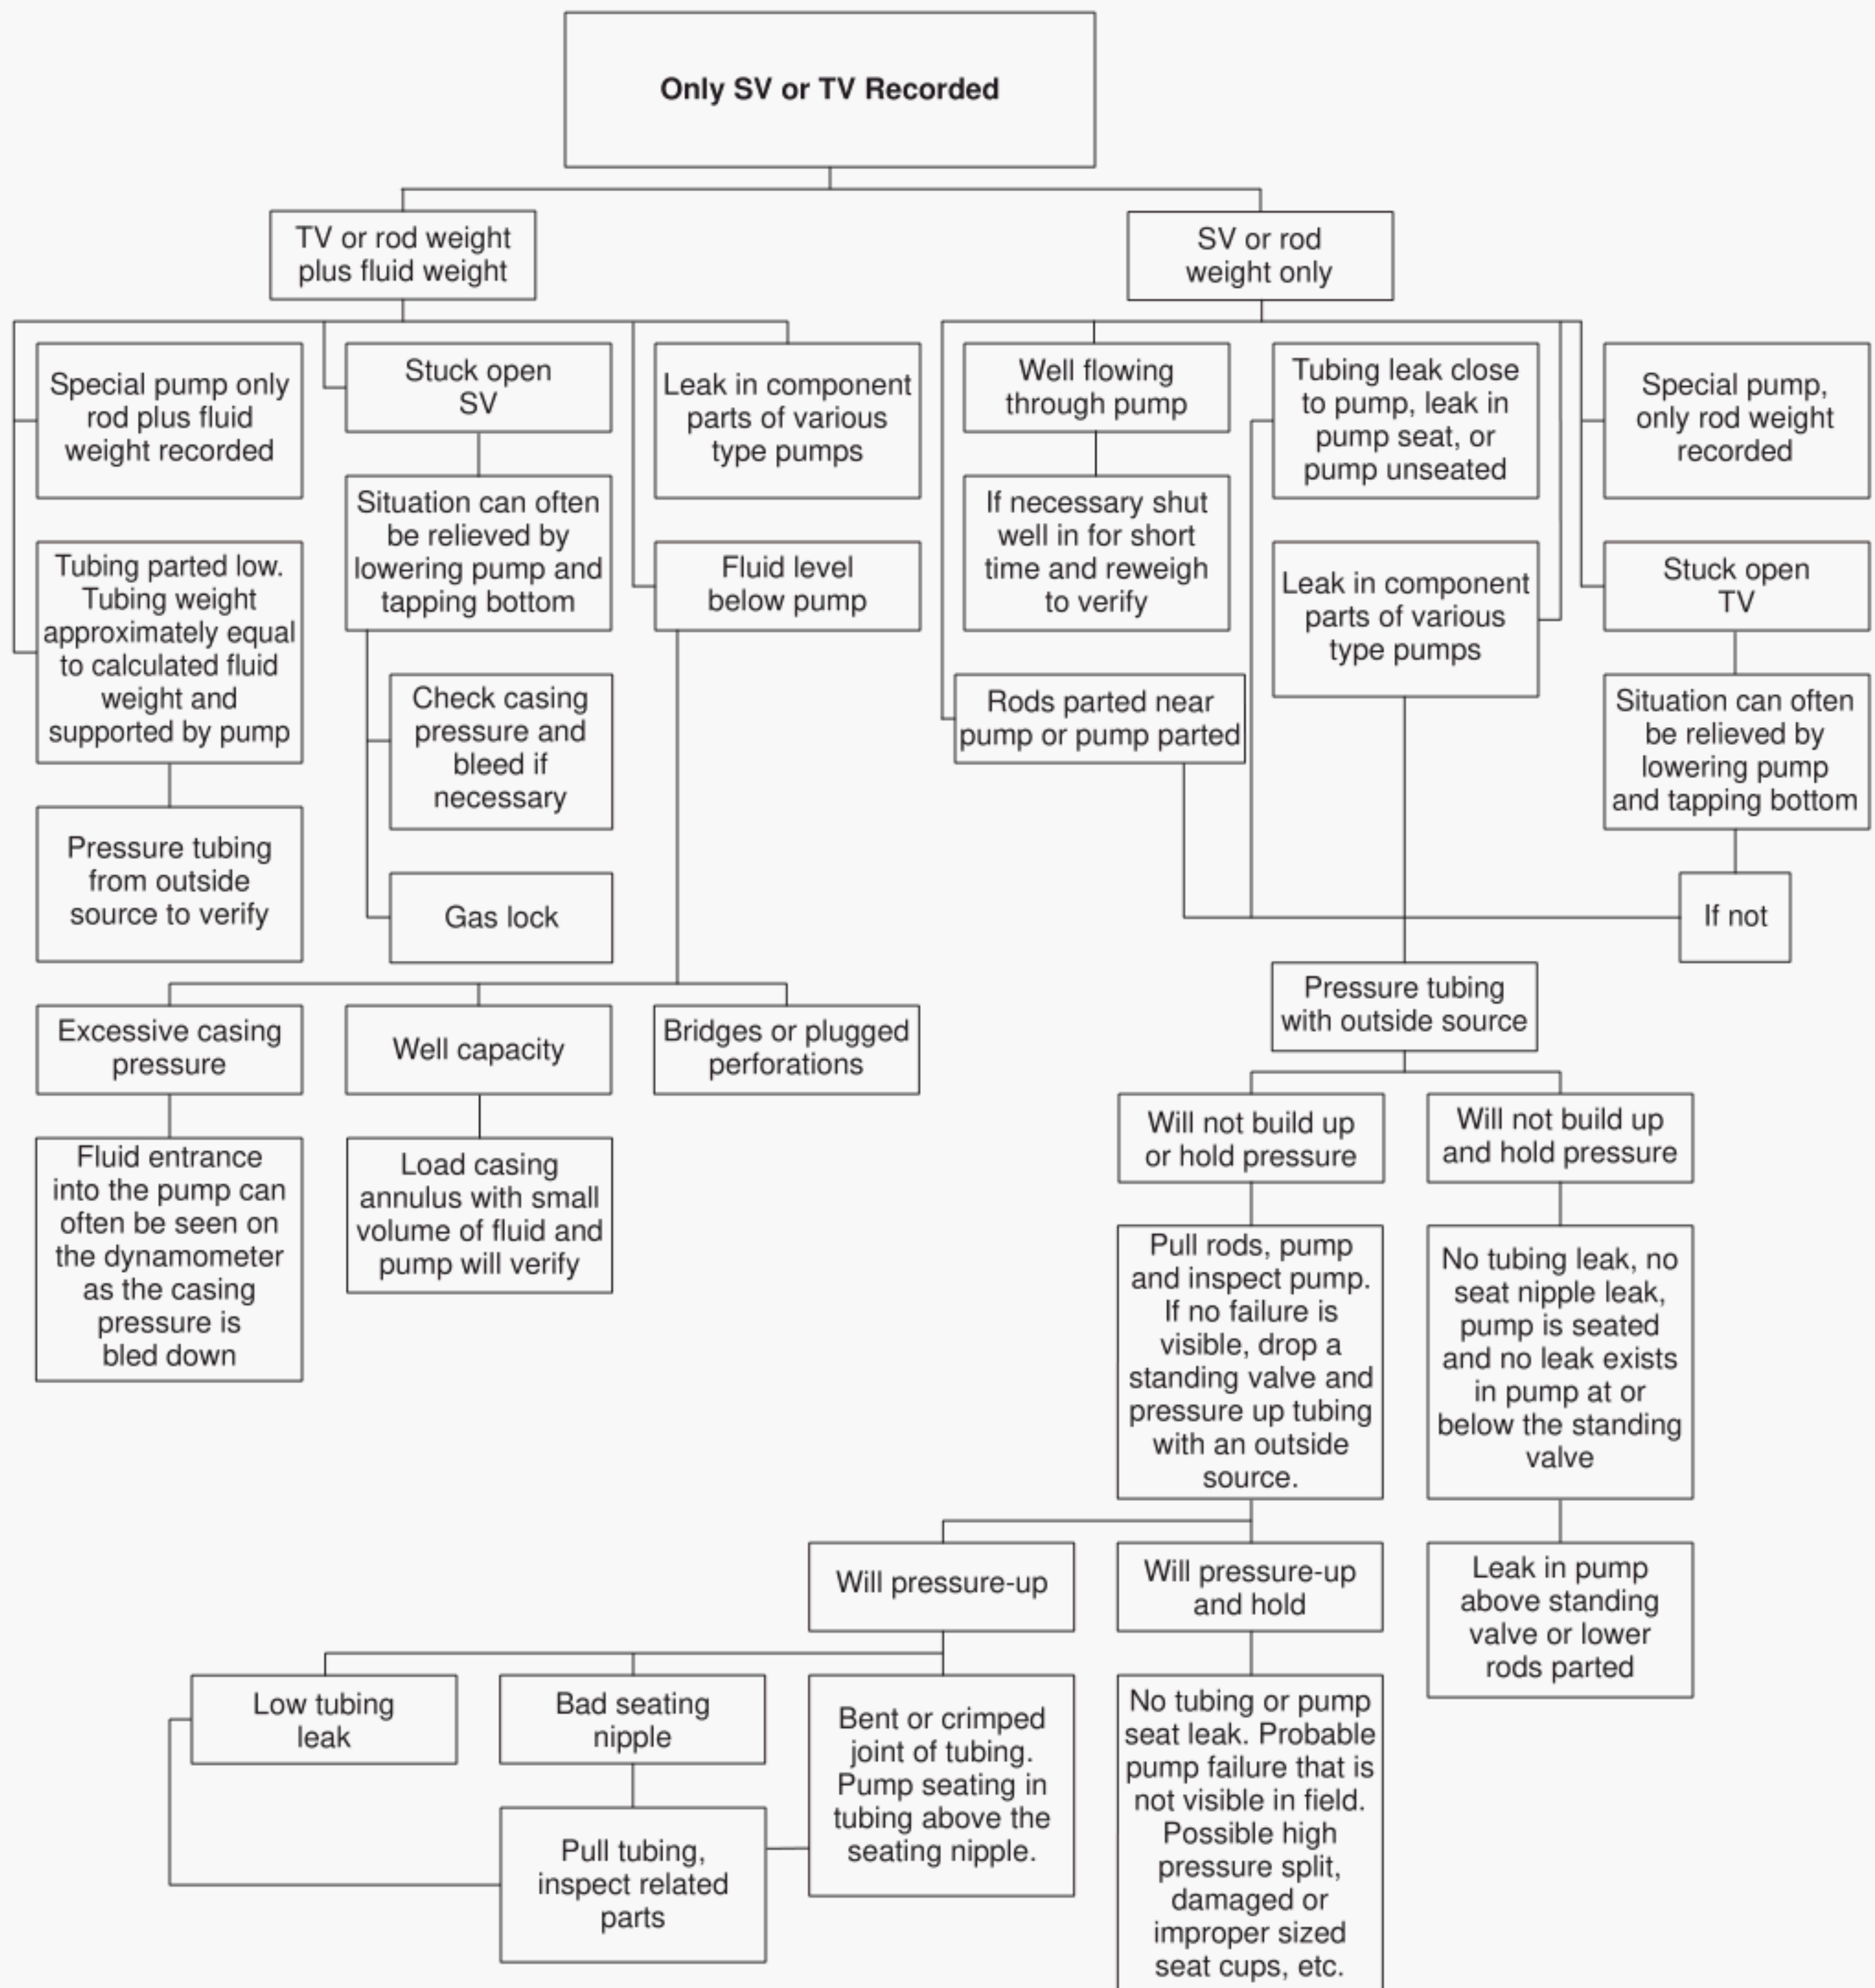 Only SV or TV Recorded
TV or rod weight
plus fluid weight
SV or rod
weight only
Special pump only
rod plus fluid
weight recorded
Stuck open
SV
Leak in component
parts of various
type pumps
Well flowing
through pump
Tubing leak close
to pump, leak in
pump seat, or
pump unseated
Special pump,
only rod weight
recorded
Tubing parted low.
Tubing weight
approximately equal
to calculated fluid
weight and
supported by pump
Situation can often
be relieved by
lowering pump and
tapping bottom
Fluid level
below pump
If necessary shut
well in for short
time and reweigh
to verify
Leak in component
parts of various
type pumps
Stuck open
TV
Check casing
pressure and
bleed if
necessary
Rods parted near
pump or pump parted
Situation can often
be relieved by
lowering pump
and tapping bottom
Pressure tubing
from outside
source to verify
Gas lock
If not
Excessive casing
pressure
Well capacity
Bridges or plugged
perforations
Pressure tubing
with outside source
Fluid entrance
into the pump can
often be seen on
the dynamometer
as the casing
pressure is
bled down
Load casing
annulus with small
volume of fluid and
pump will verify
Will not build up
or hold pressure
Will not build up
and hold pressure
Pull rods, pump
and inspect pump.
If no failure is
visible, drop a
standing valve and
pressure up tubing
with an outside
source.
No tubing leak, no
seat nipple leak,
pump is seated
and no leak exists
in pump at or
below the standing
valve
Will pressure-up
Will pressure-up
and hold
Leak in pump
above standing
valve or lower
rods parted
Low tubing
leak
Bad seating
nipple
Bent or crimped
joint of tubing.
Pump seating in
tubing above the
seating nipple.
No tubing or pump
seat leak. Probable
pump failure that is
not visible in field.
Possible high
pressure split,
damaged or
improper sized
seat cups, etc.
Pull tubing,
inspect related
parts